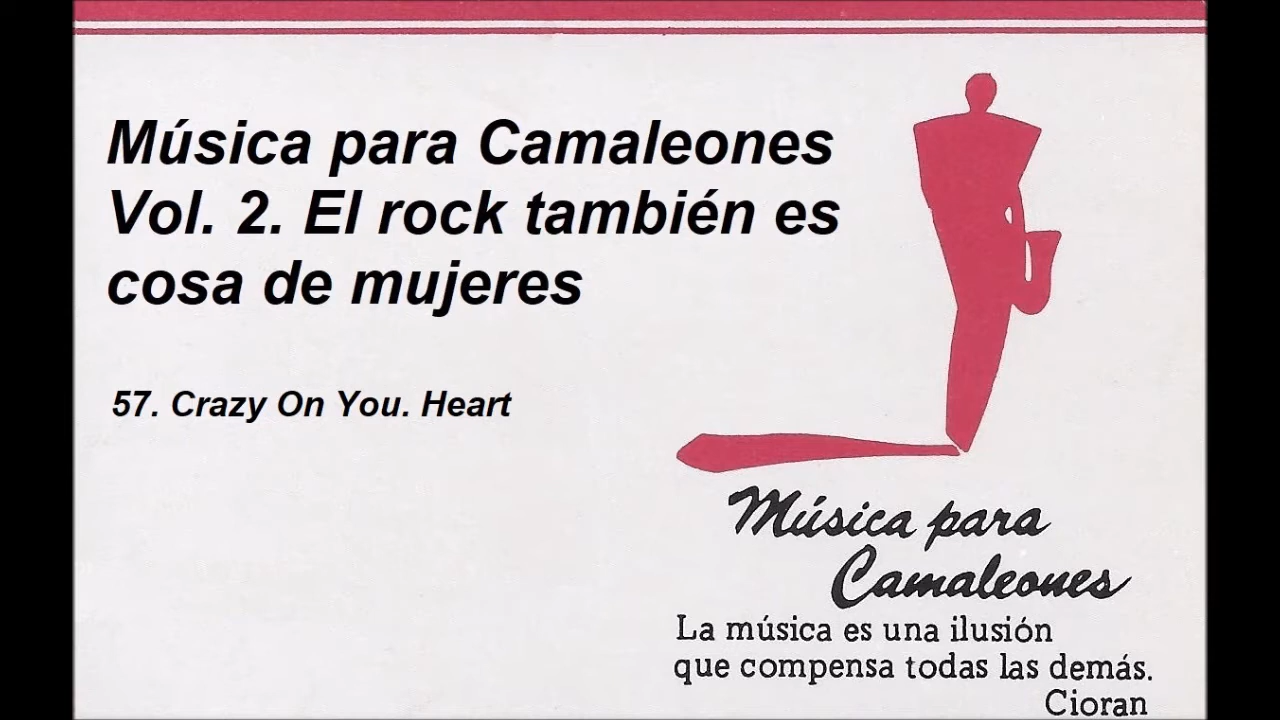 Música para Camaleones
Vol. 2. El rock también es
cosa de mujeres
57. Crazy On You. Heart
Música para
Camaleones
La música es una ilusión
que compensa todas las demás.
Cioran